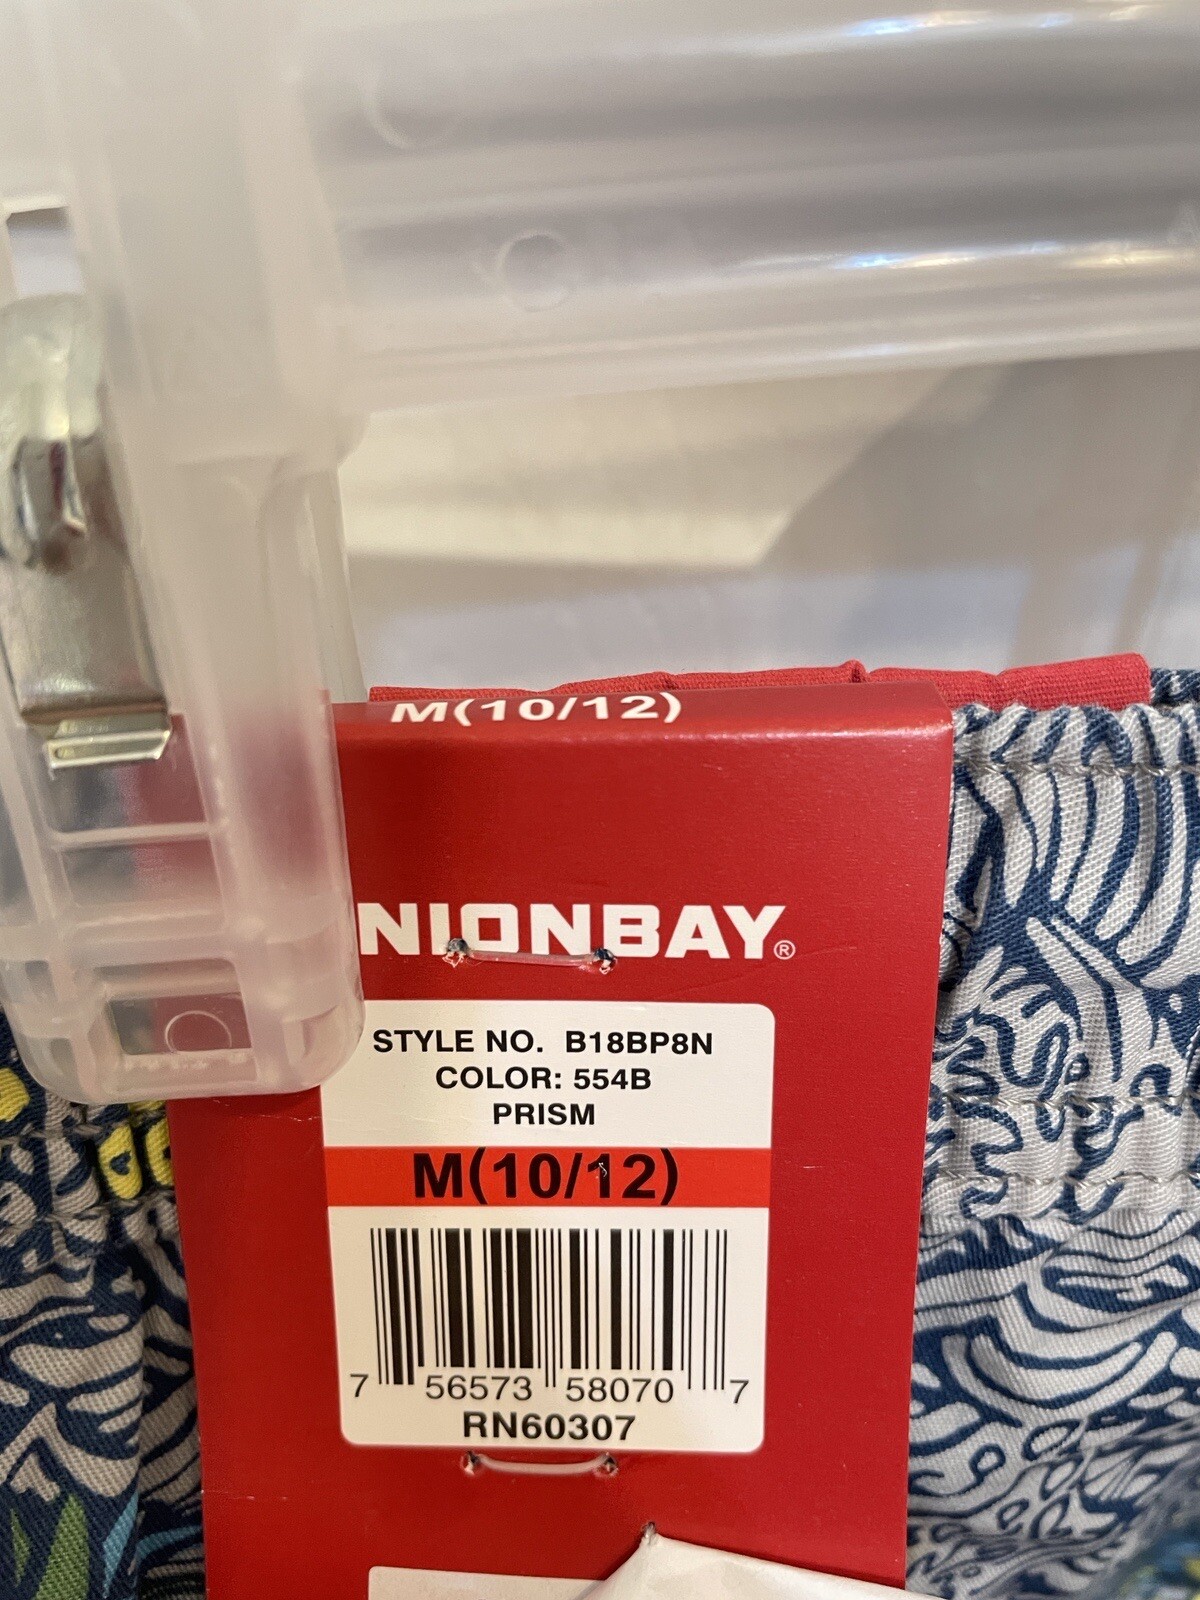 M(10/12)
NIONBAY®
STYLE NO. B18BP8N
COLOR: 554B
PRISM
M(10/12)
7 56573 58070 7
RN60307